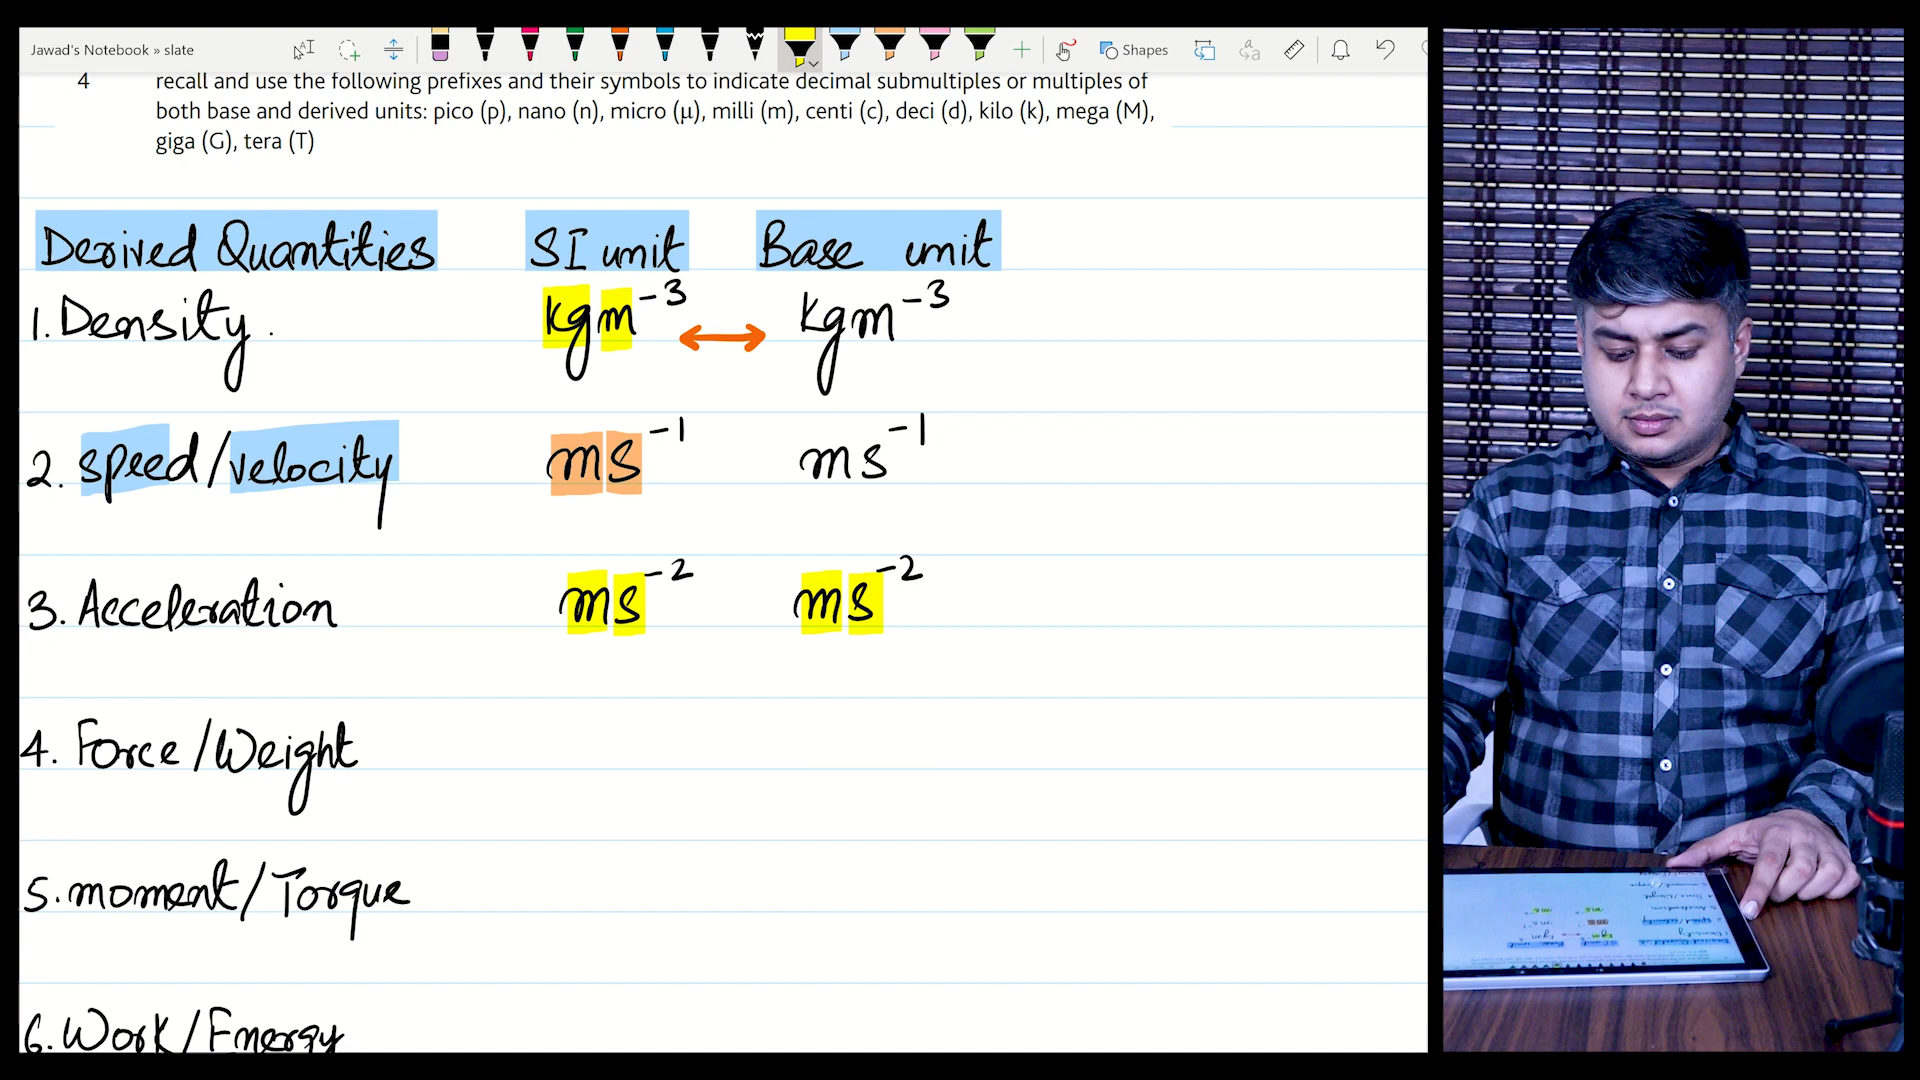 Jawad's Notebook » slate
Shapes
4 recall and use the following prefixes and their symbols to indicate decimal submultiples or multiples of
both base and derived units: pico (p), nano (n), micro (μ), milli (m), centi (c), deci (d), kilo (k), mega (M),
giga (G), tera (T)
Derived Quantities SI unit Base unit
1. Density. kgm⁻³ ↔ kgm⁻³
2. speed/velocity ms⁻¹ ms⁻¹
3. Acceleration ms⁻² ms⁻²
4. Force/Weight
5. moment/Torque
6. Work/Energy